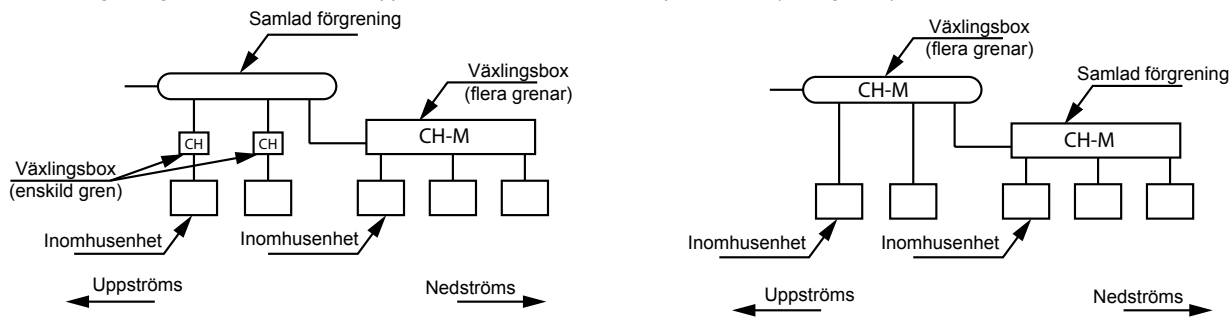 Samlad förgrening
Växlingsbox
(flera grenar)
CH
CH
CH-M
Växlingsbox
(enskild gren)
Inomhusenhet
Inomhusenhet
Uppströms
Nedströms
Växlingsbox
(flera grenar)
CH-M
Samlad förgrening
CH-M
Inomhusenhet
Inomhusenhet
Uppströms
Nedströms